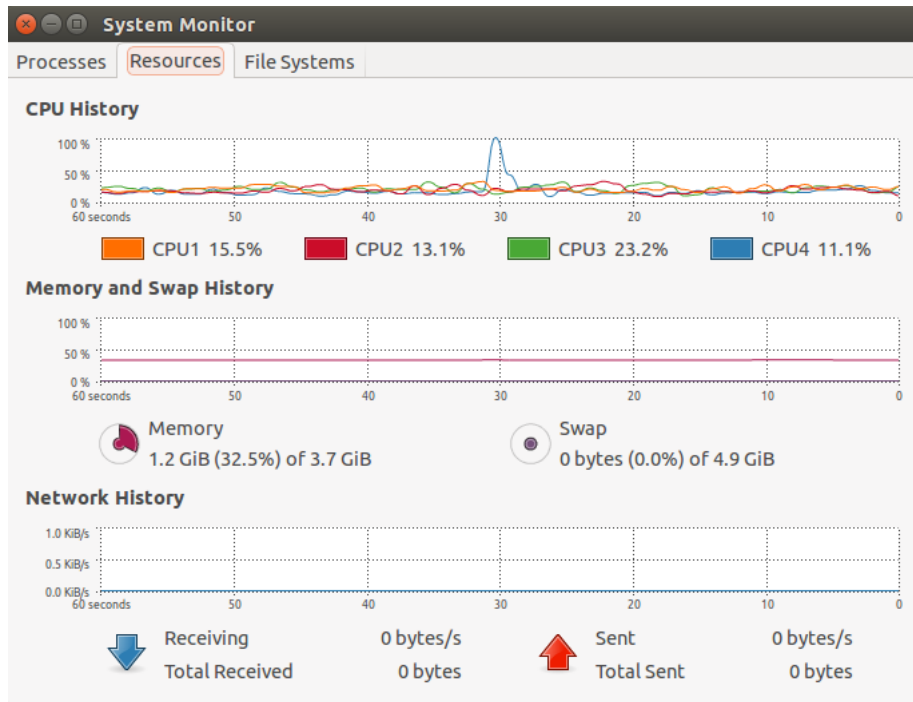 System Monitor
Processes Resources File Systems
CPU History
100 %
50 %
0 %
60 seconds 50 40 30 20 10 0
CPU1 15.5% CPU2 13.1% CPU3 23.2% CPU4 11.1%
Memory and Swap History
100 %
50 %
0 %
60 seconds 50 40 30 20 10 0
Memory Swap
1.2 GiB (32.5%) of 3.7 GiB 0 bytes (0.0%) of 4.9 GiB
Network History
1.0 KiB/s
0.5 KiB/s
0.0 KiB/s
60 seconds 50 40 30 20 10 0
Receiving 0 bytes/s Sent 0 bytes/s
Total Received 0 bytes Total Sent 0 bytes